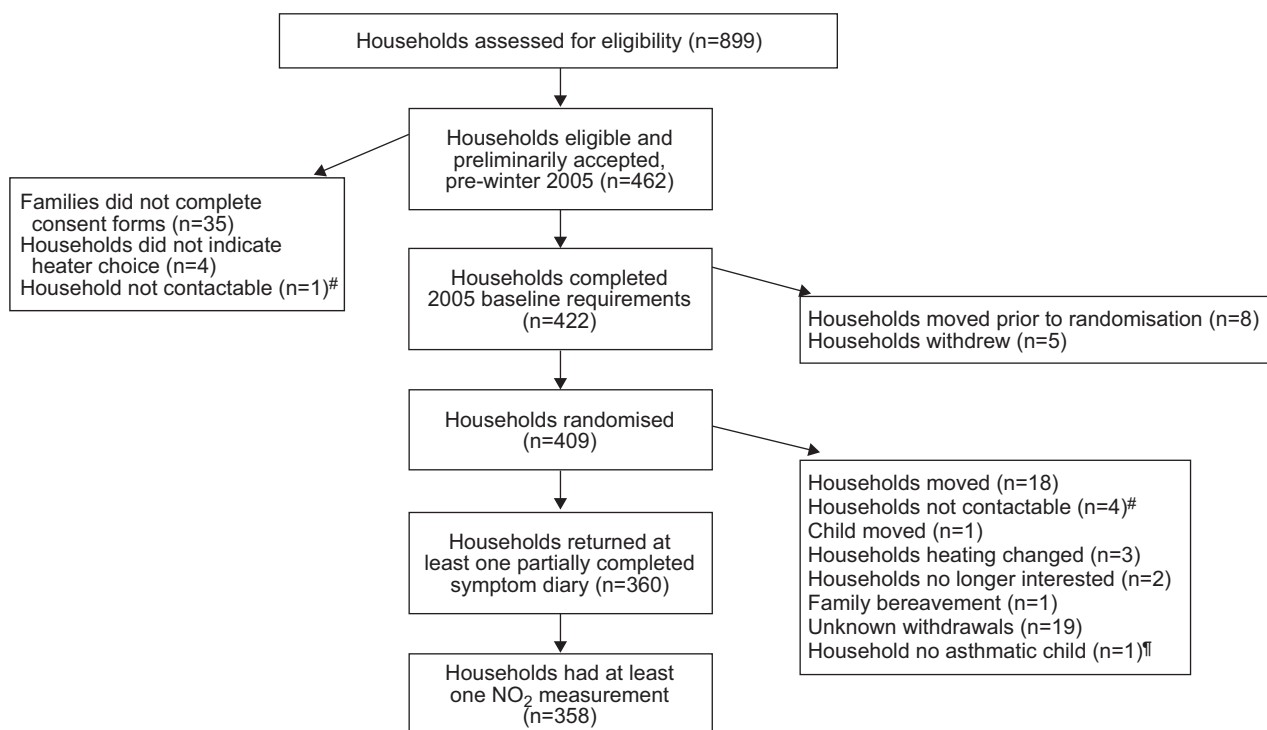 Households assessed for eligibility (n=899)
Households eligible and
preliminarily accepted,
pre-winter 2005 (n=462)
Families did not complete
consent forms (n=35)
Households did not indicate
heater choice (n=4)
Household not contactable (n=1)#
Households completed
2005 baseline requirements
(n=422)
Households moved prior to randomisation (n=8)
Households withdrew (n=5)
Households randomised
(n=409)
Households moved (n=18)
Households not contactable (n=4)#
Child moved (n=1)
Households heating changed (n=3)
Households no longer interested (n=2)
Family bereavement (n=1)
Unknown withdrawals (n=19)
Household no asthmatic child (n=1)¶
Households returned at
least one partially completed
symptom diary (n=360)
Households had at least
one NO2 measurement
(n=358)